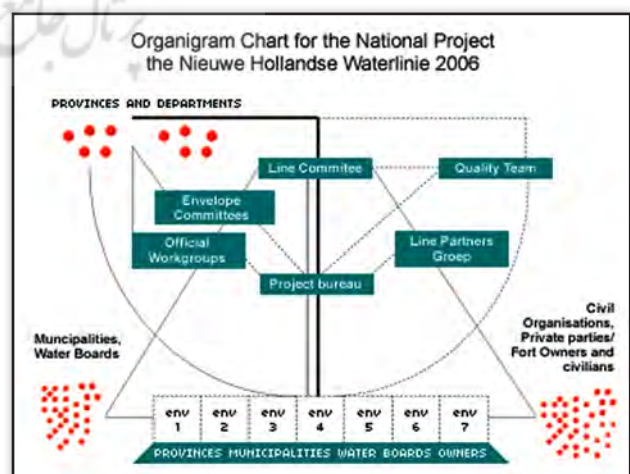 پرتال جامع
Organigram Chart for the National Project
the Nieuwe Hollandse Waterlinie 2006
PROVINCES AND DEPARTMENTS
Line Commitee
Quality Team
Envelope
Committees
Official
Workgroups
Line Partners
Groep
Project bureau
Muncipalities,
Water Boards
Civil
Organisations,
Private parties/
Fort Owners and
civilians
env env env env env env env
1 2 3 4 5 6 7
PROVINCES MUNICIPALITIES WATER BOARDS OWNERS